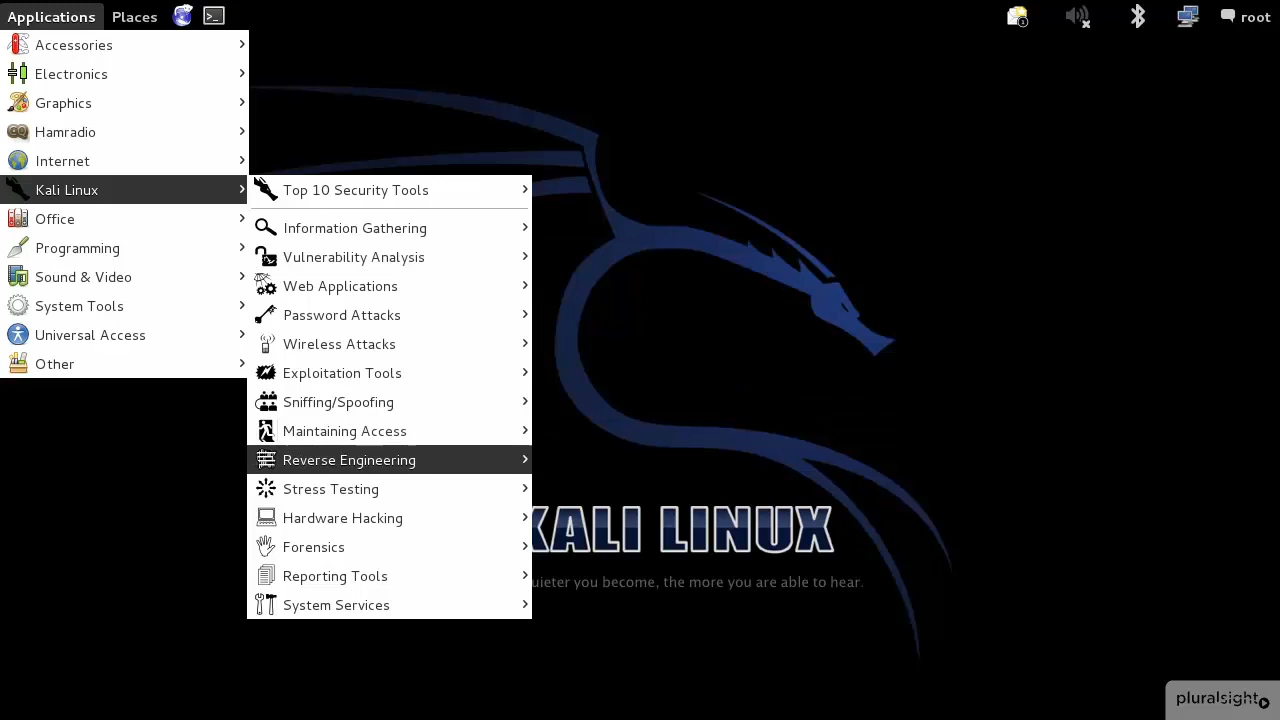 Applications Places root
Accessories
Electronics
Graphics
Hamradio
Internet
Kali Linux
Office
Programming
Sound & Video
System Tools
Universal Access
Other
Top 10 Security Tools
Information Gathering
Vulnerability Analysis
Web Applications
Password Attacks
Wireless Attacks
Exploitation Tools
Sniffing/Spoofing
Maintaining Access
Reverse Engineering
Stress Testing
Hardware Hacking
Forensics
Reporting Tools
System Services
KALI LINUX
uieter you become, the more you are able to hear.
pluralsight